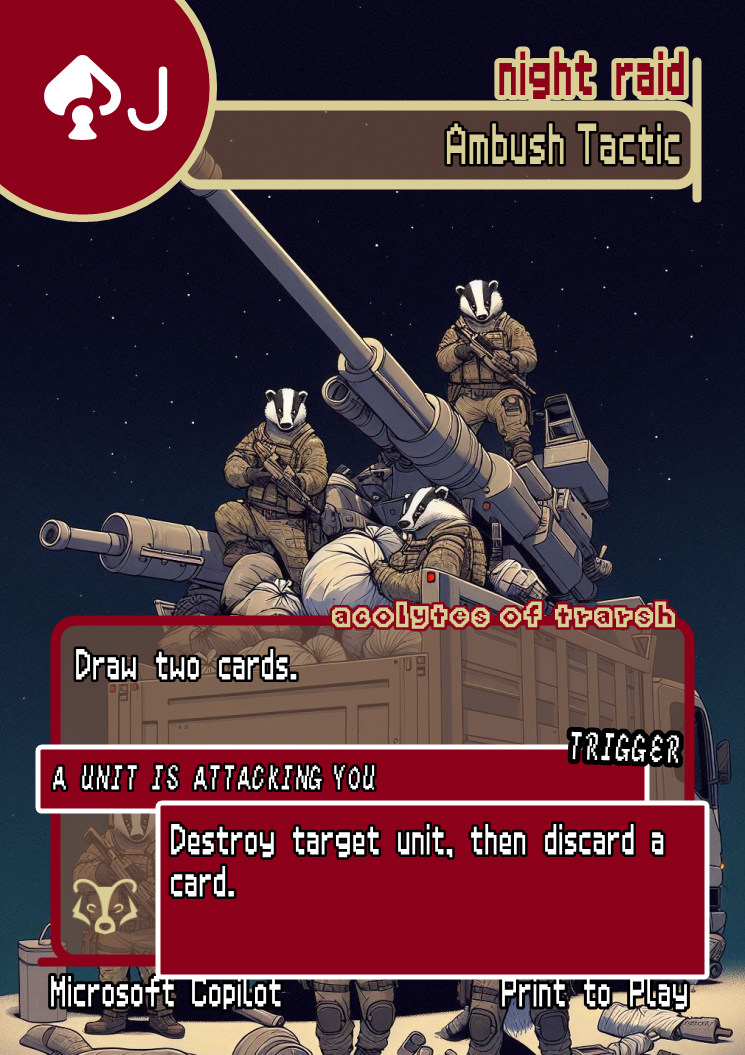 J
night raid
Ambush Tactic
acolytes of trarsh
Draw two cards.
TRIGGER
A UNIT IS ATTACKING YOU
Destroy target unit, then discard a
card.
Microsoft Copilot
Print to Play